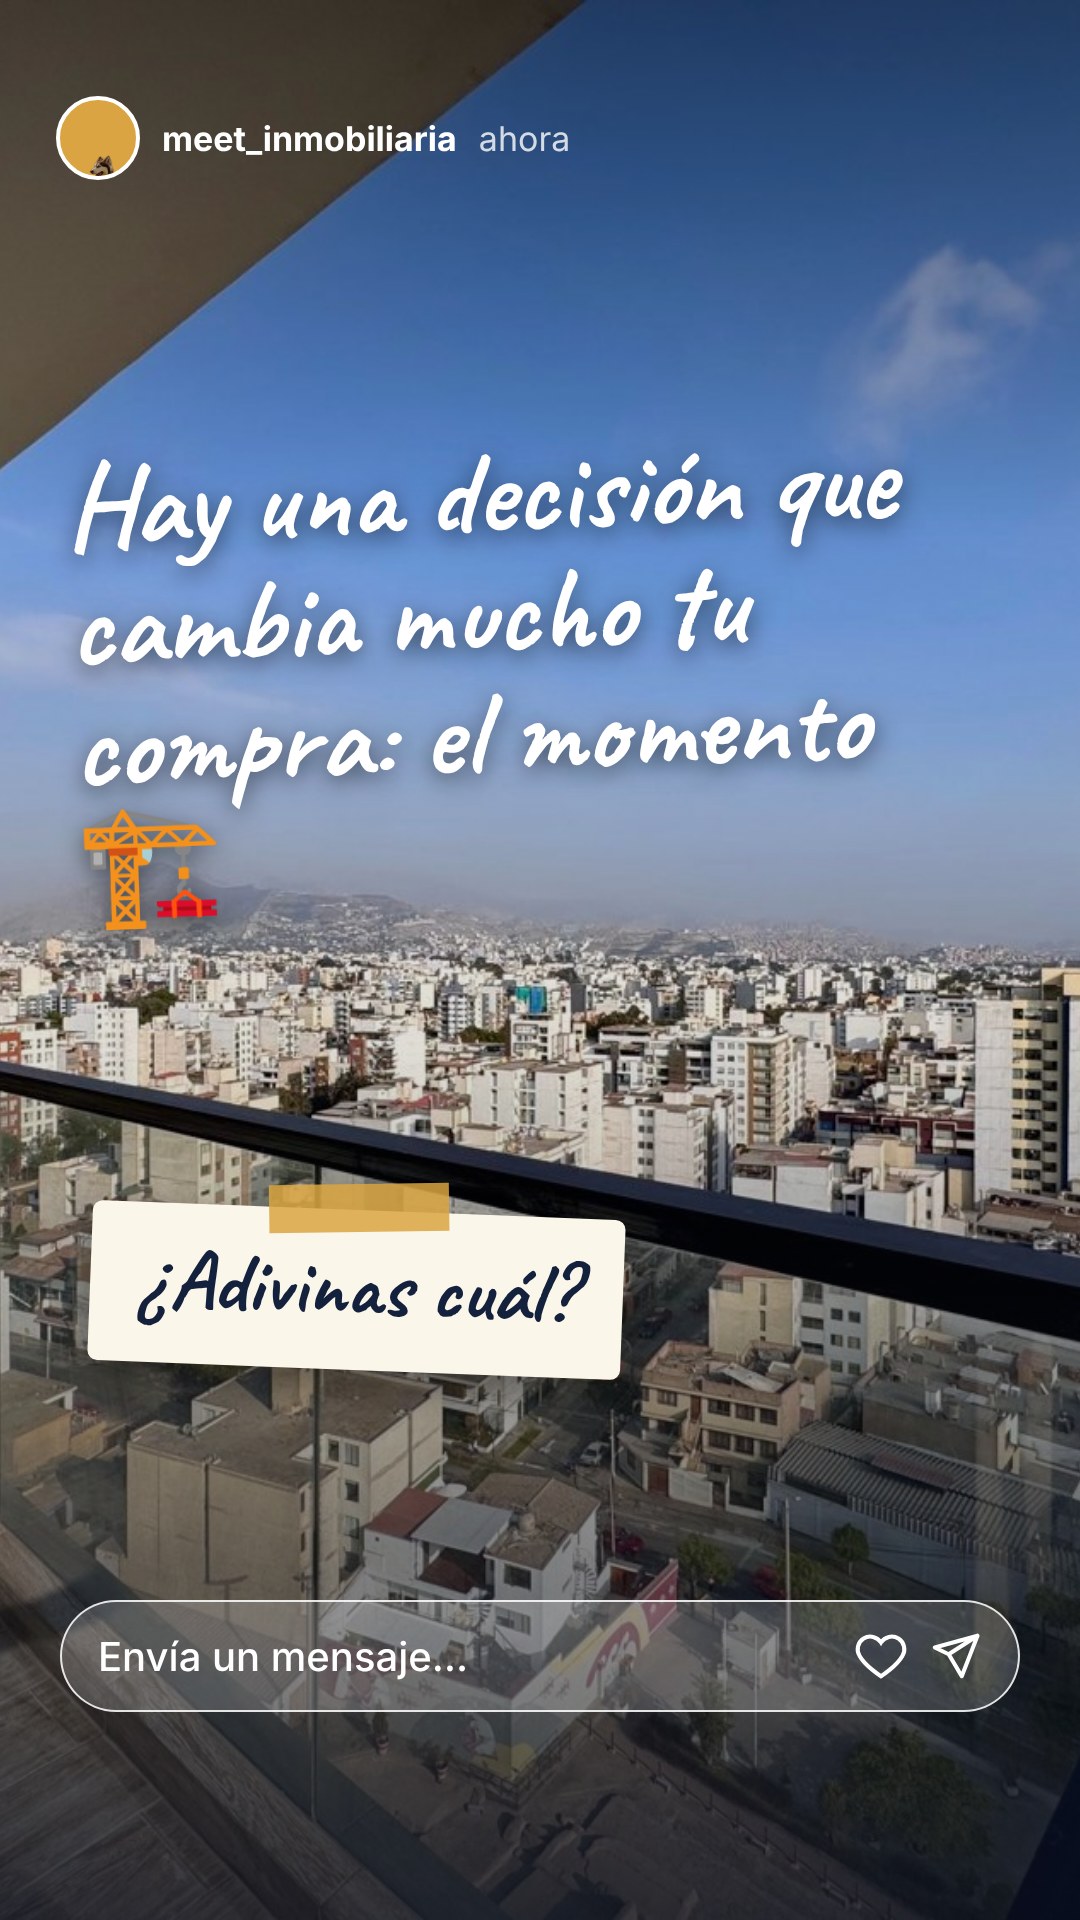 meet_inmobiliaria ahora
Hay una decisión que
cambia mucho tu
compra: el momento
🏗️
¿Adivinas cuál?
Envía un mensaje...